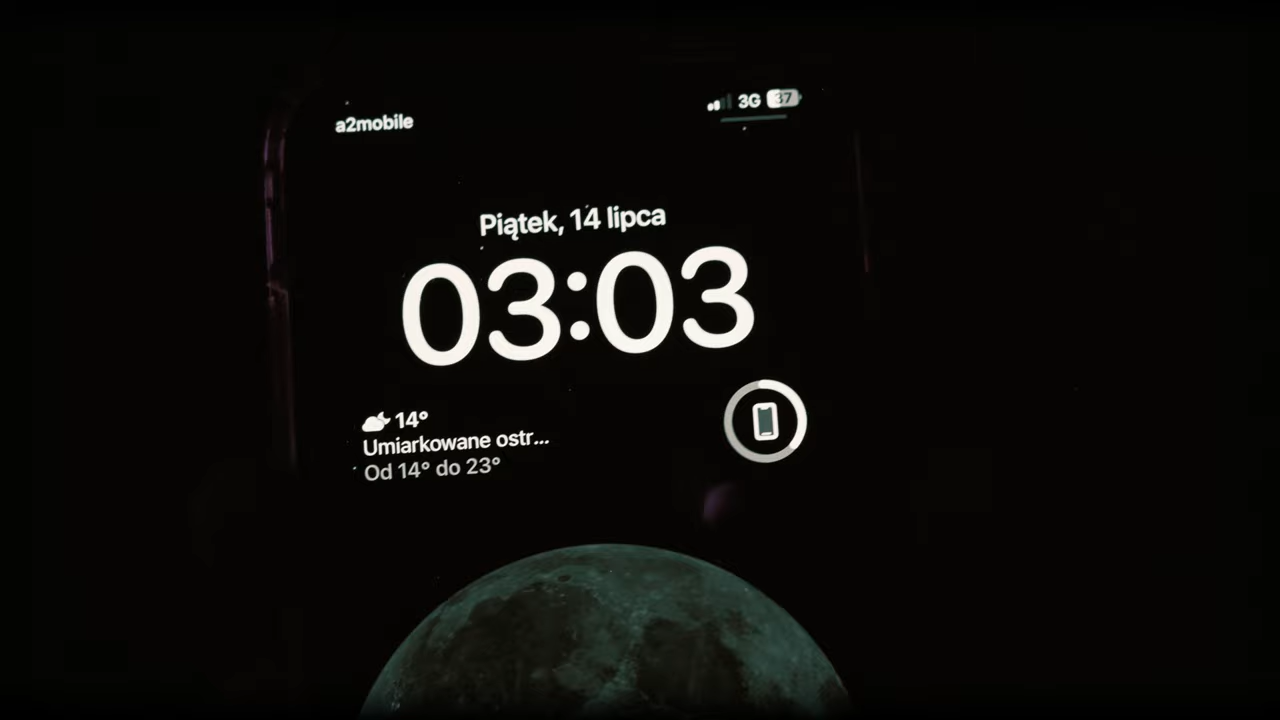 a2mobile
3G 37
Piątek, 14 lipca
03:03
14°
Umiarkowane ostr...
Od 14° do 23°